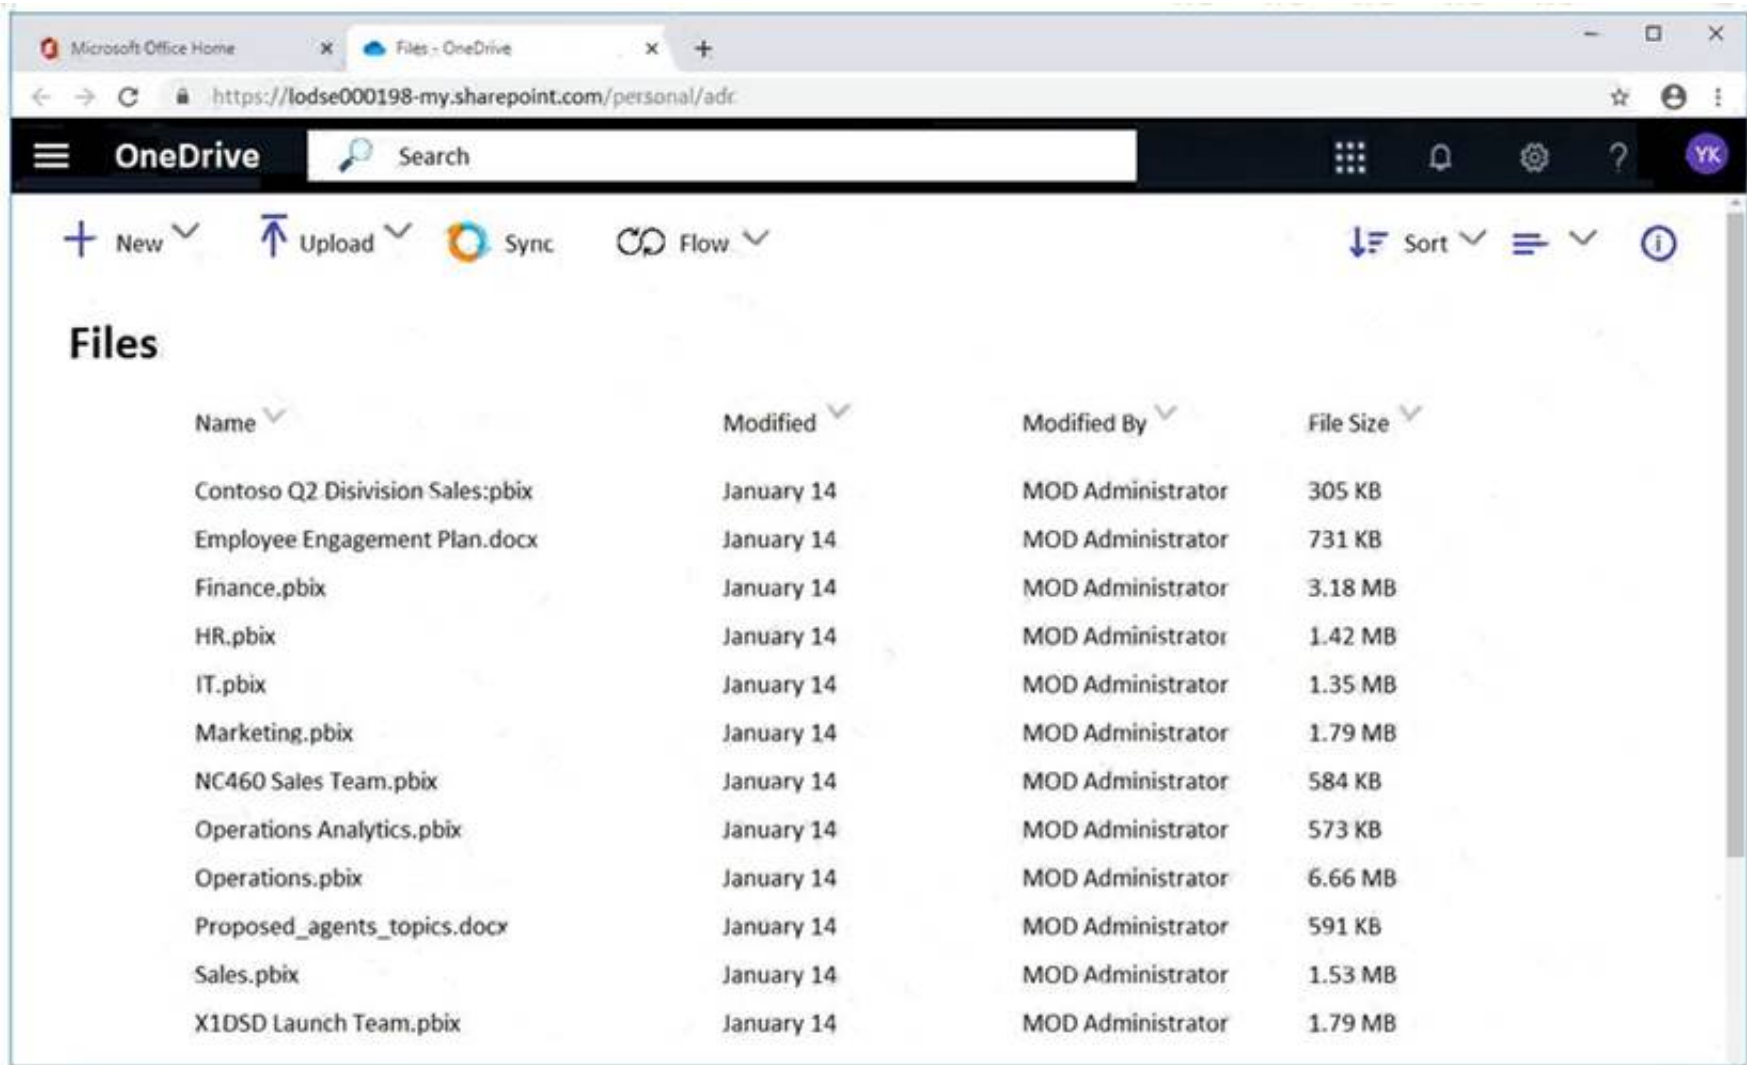 Microsoft Office Home × Files - OneDrive × +
https://lodse000198-my.sharepoint.com/personal/adr
OneDrive Search YK
New Upload Sync Flow Sort
Files
Name Modified Modified By File Size
Contoso Q2 Disivision Sales:pbix January 14 MOD Administrator 305 KB
Employee Engagement Plan.docx January 14 MOD Administrator 731 KB
Finance.pbix January 14 MOD Administrator 3.18 MB
HR.pbix January 14 MOD Administrator 1.42 MB
IT.pbix January 14 MOD Administrator 1.35 MB
Marketing.pbix January 14 MOD Administrator 1.79 MB
NC460 Sales Team.pbix January 14 MOD Administrator 584 KB
Operations Analytics.pbix January 14 MOD Administrator 573 KB
Operations.pbix January 14 MOD Administrator 6.66 MB
Proposed_agents_topics.docx January 14 MOD Administrator 591 KB
Sales.pbix January 14 MOD Administrator 1.53 MB
X1DSD Launch Team.pbix January 14 MOD Administrator 1.79 MB